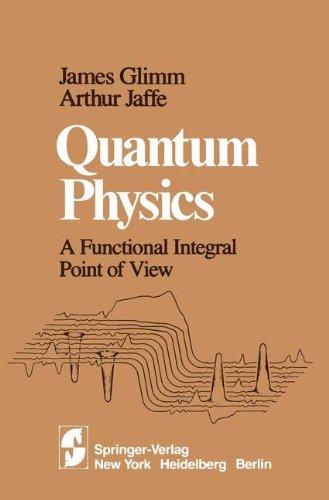 James Glimm
Arthur Jaffe
Quantum
Physics
A Functional Integral
Point of View
Springer-Verlag
New York Heidelberg Berlin